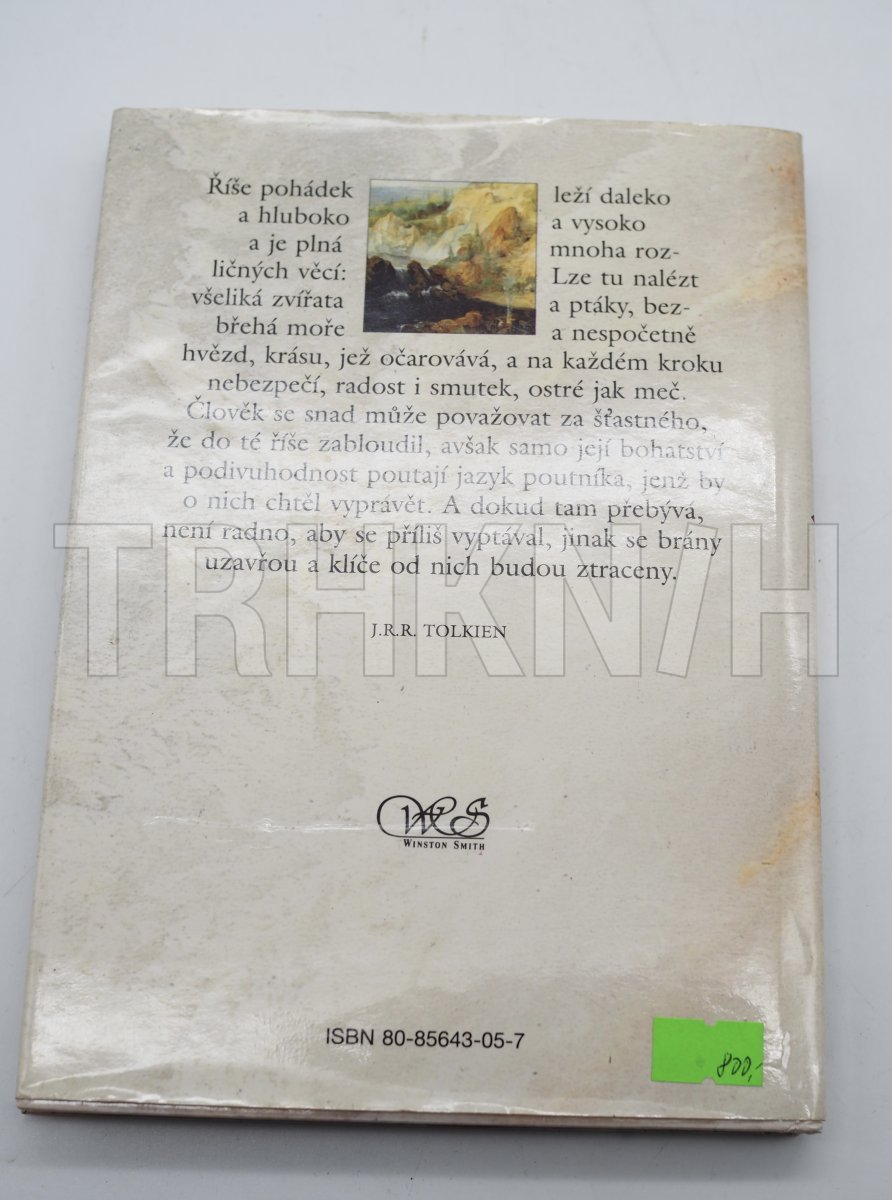 Říše pohádek leží daleko
a hluboko a vysoko
a je plná mnoha roz-
ličných věcí: Lze tu nalézt
všeliká zvířata a ptáky, bez-
břehá moře a nespočetně
hvězd, krásu, jež očarovává, a na každém kroku
nebezpečí, radost i smutek, ostré jak meč.
Člověk se snad může považovat za šťastného,
že do té říše zabloudil, avšak samo její bohatství
a podivuhodnost poutají jazyk poutníka, jenž by
o nich chtěl vyprávět. A dokud tam přebývá,
není radno, aby se příliš vyptával, jinak se brány
uzavřou a klíče od nich budou ztraceny.
TRHKNIH
J.R.R. TOLKIEN
WS
WINSTON SMITH
ISBN 80-85643-05-7
800,-